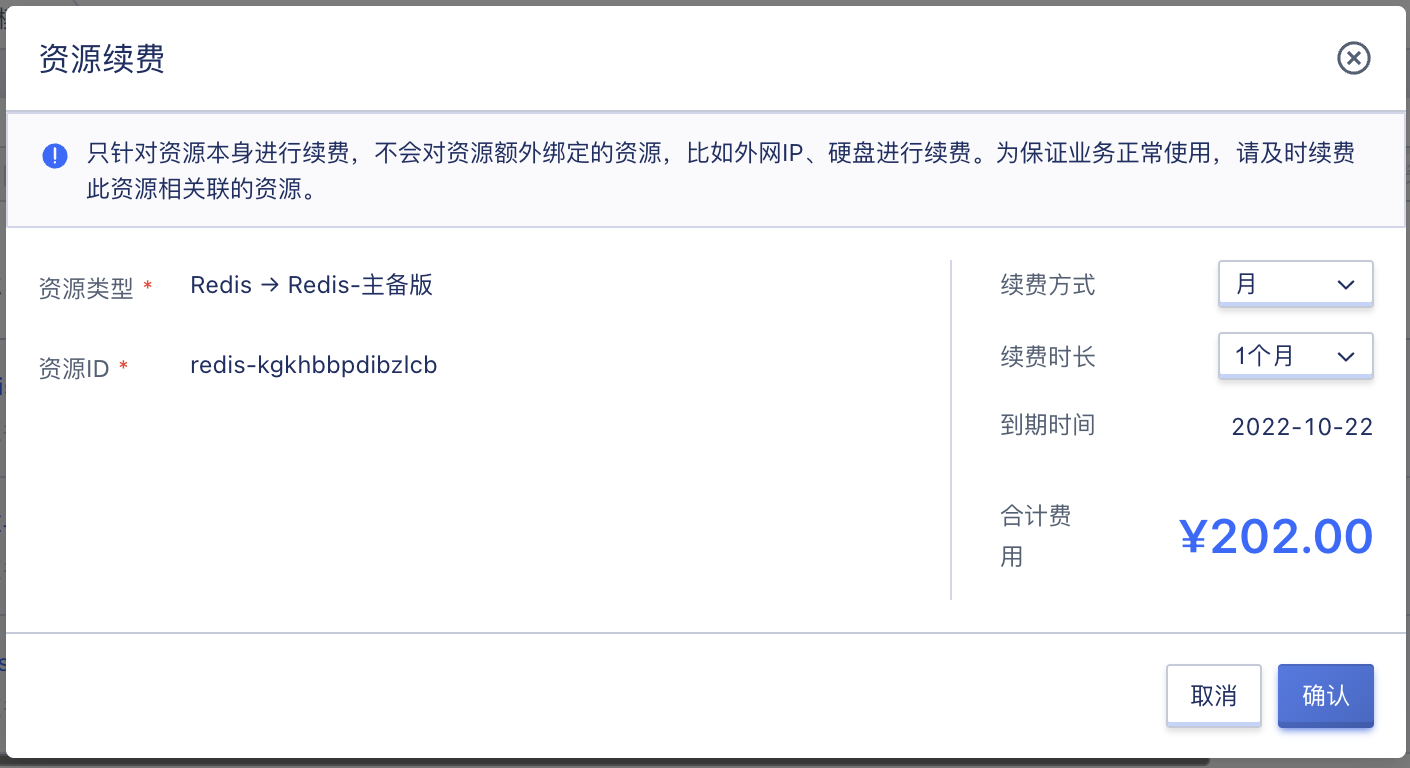 资源续费
只针对资源本身进行续费，不会对资源额外绑定的资源，比如外网IP、硬盘进行续费。为保证业务正常使用，请及时续费
此资源相关联的资源。
资源类型 *
Redis → Redis-主备版
资源ID *
redis-kgkhbbpdibzlcb
续费方式
月
续费时长
1个月
到期时间
2022-10-22
合计费
用
¥202.00
取消
确认